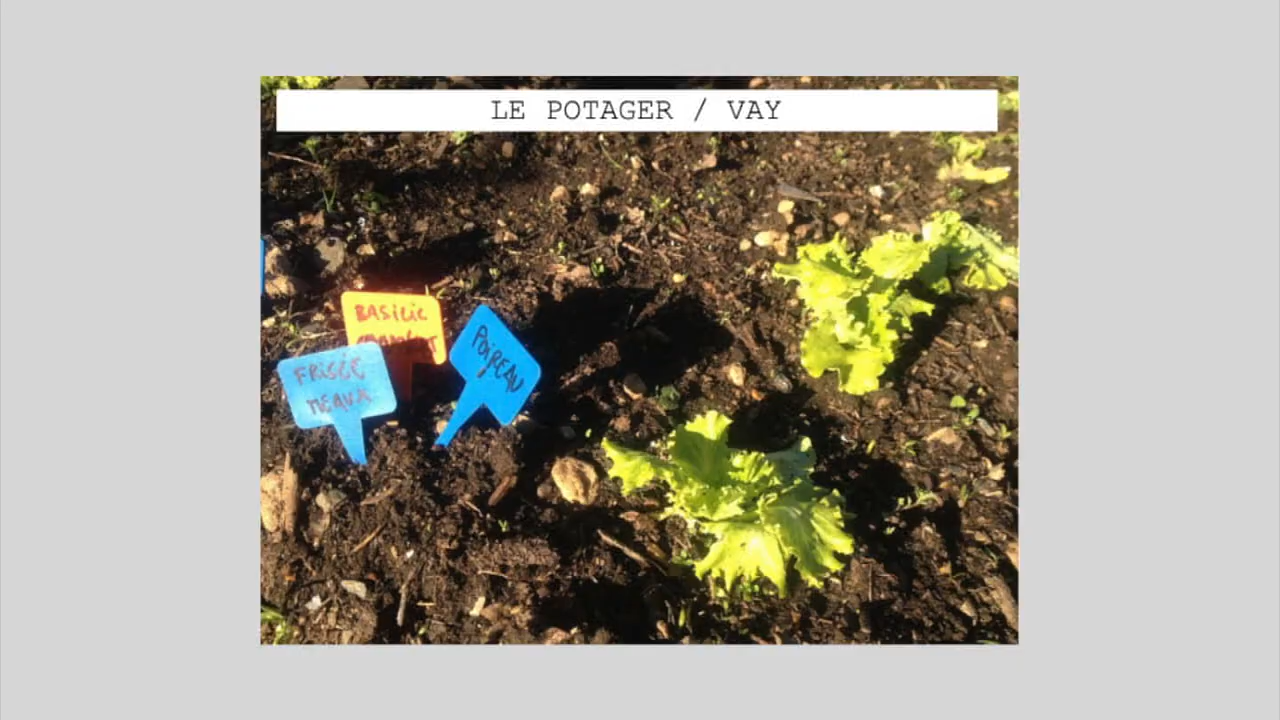 LE POTAGER / VAY
BASILIC
FRISÉE
MEAUX
POIREAU